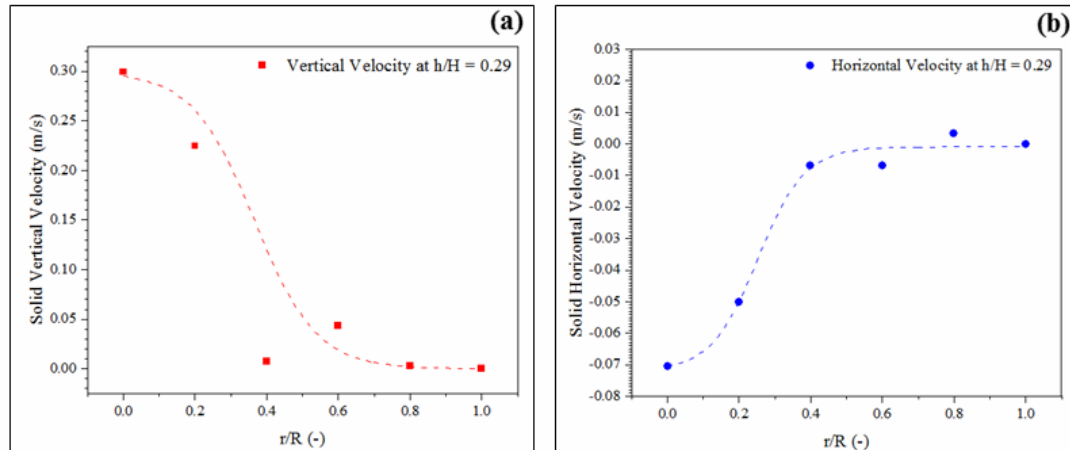 (a)
Vertical Velocity at h/H = 0.29
Solid Vertical Velocity (m/s)
0.30
0.25
0.20
0.15
0.10
0.05
0.00
0.0 0.2 0.4 0.6 0.8 1.0
r/R (-)
(b)
Horizontal Velocity at h/H = 0.29
Solid Horizontal Velocity (m/s)
0.03
0.02
0.01
0.00
-0.01
-0.02
-0.03
-0.04
-0.05
-0.06
-0.07
-0.08
0.0 0.2 0.4 0.6 0.8 1.0
r/R (-)